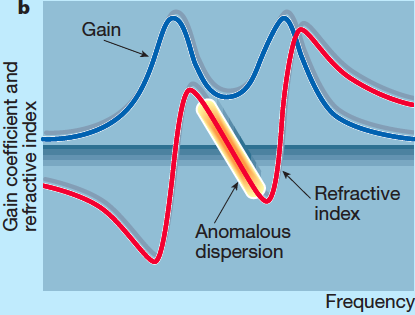 b
Gain
Gain coefficient and
refractive index
Refractive
index
Anomalous
dispersion
Frequency